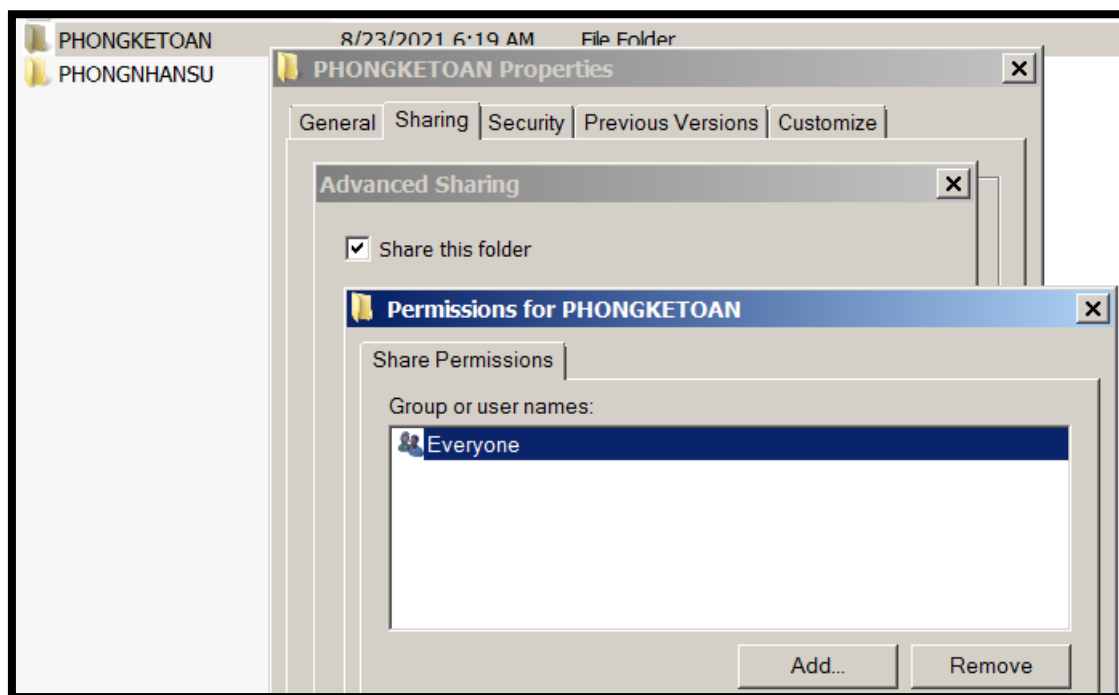 PHONGKETOAN 8/23/2021 6:19 AM File Folder
PHONGNHANSU
PHONGKETOAN Properties
General Sharing Security Previous Versions Customize
Advanced Sharing
Share this folder
Permissions for PHONGKETOAN
Share Permissions
Group or user names:
Everyone
Add... Remove